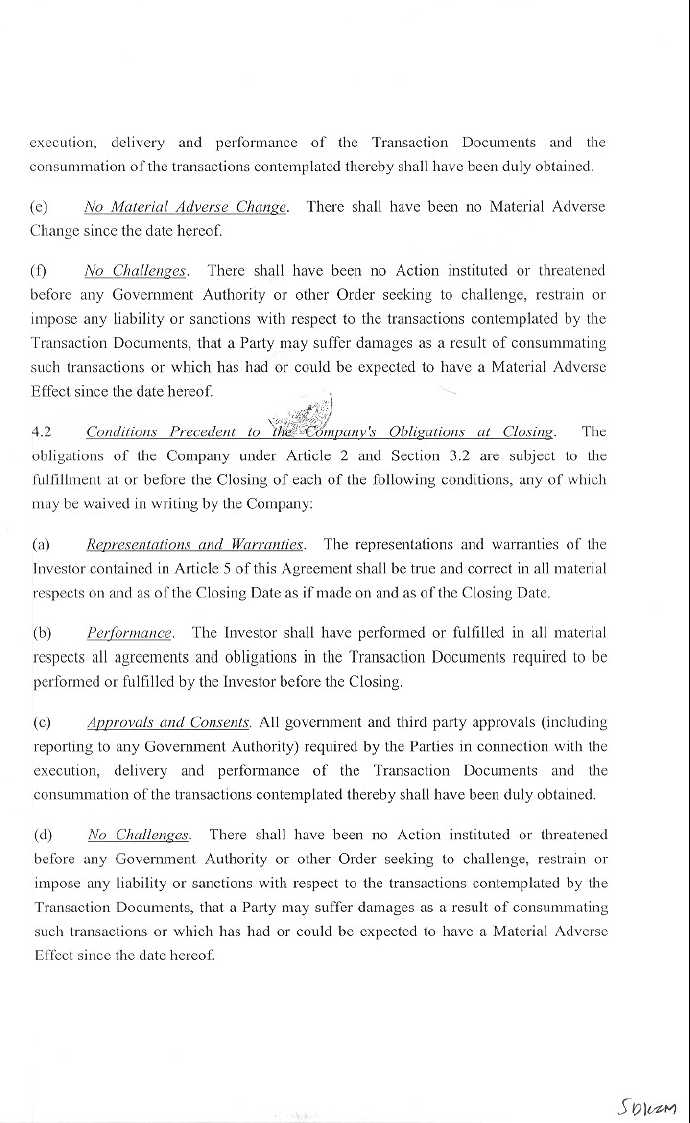 execution, delivery and performance of the Transaction Documents and the
consummation of the transactions contemplated thereby shall have been duly obtained.
(e) No Material Adverse Change. There shall have been no Material Adverse
Change since the date hereof.
(f) No Challenges. There shall have been no Action instituted or threatened
before any Government Authority or other Order seeking to challenge, restrain or
impose any liability or sanctions with respect to the transactions contemplated by the
Transaction Documents, that a Party may suffer damages as a result of consummating
such transactions or which has had or could be expected to have a Material Adverse
Effect since the date hereof.
4.2 Conditions Precedent to the Company's Obligations at Closing. The
obligations of the Company under Article 2 and Section 3.2 are subject to the
fulfillment at or before the Closing of each of the following conditions, any of which
may be waived in writing by the Company:
(a) Representations and Warranties. The representations and warranties of the
Investor contained in Article 5 of this Agreement shall be true and correct in all material
respects on and as of the Closing Date as if made on and as of the Closing Date.
(b) Performance. The Investor shall have performed or fulfilled in all material
respects all agreements and obligations in the Transaction Documents required to be
performed or fulfilled by the Investor before the Closing.
(c) Approvals and Consents. All government and third party approvals (including
reporting to any Government Authority) required by the Parties in connection with the
execution, delivery and performance of the Transaction Documents and the
consummation of the transactions contemplated thereby shall have been duly obtained.
(d) No Challenges. There shall have been no Action instituted or threatened
before any Government Authority or other Order seeking to challenge, restrain or
impose any liability or sanctions with respect to the transactions contemplated by the
Transaction Documents, that a Party may suffer damages as a result of consummating
such transactions or which has had or could be expected to have a Material Adverse
Effect since the date hereof.